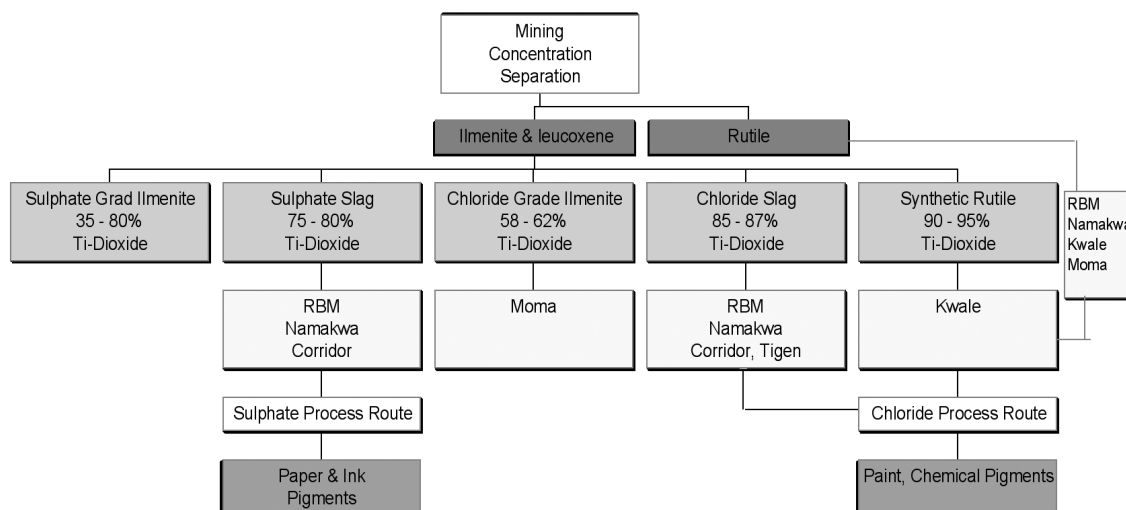 Mining
Concentration
Separation
Ilmenite & leucoxene
Rutile
Sulphate Grad Ilmenite
35 - 80%
Ti-Dioxide
Sulphate Slag
75 - 80%
Ti-Dioxide
Chloride Grade Ilmenite
58 - 62%
Ti-Dioxide
Chloride Slag
85 - 87%
Ti-Dioxide
Synthetic Rutile
90 - 95%
Ti-Dioxide
RBM
Namakwa
Kwale
Moma
RBM
Namakwa
Corridor
Moma
RBM
Namakwa
Corridor, Tigen
Kwale
Sulphate Process Route
Chloride Process Route
Paper & Ink
Pigments
Paint, Chemical Pigments